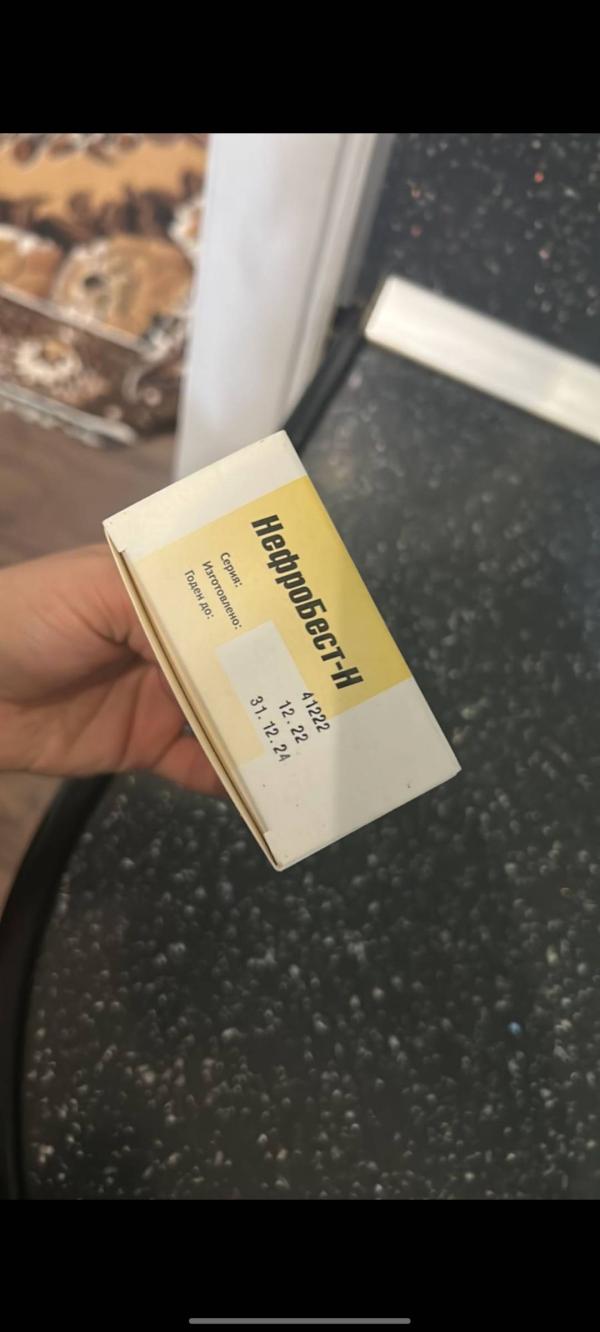 НефроБест-Н
Серия: 41222
Изготовлено: 12.22
Годен до: 31.12.24